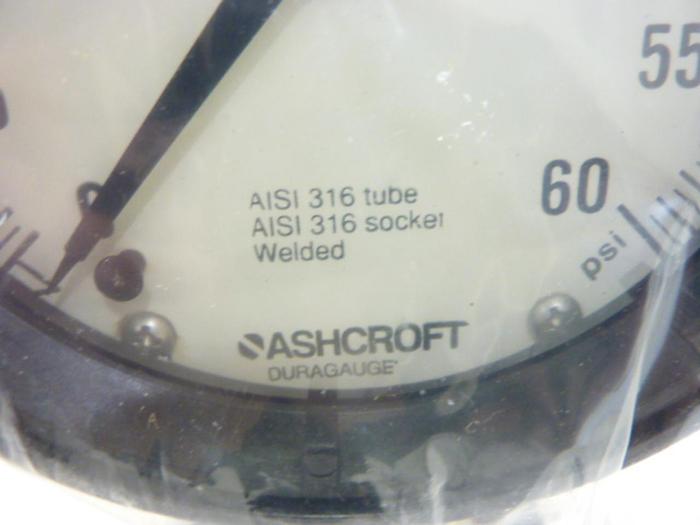 55
60
psi
AISI 316 tube
AISI 316 socket
Welded
ASHCROFT
DURAGAUGE